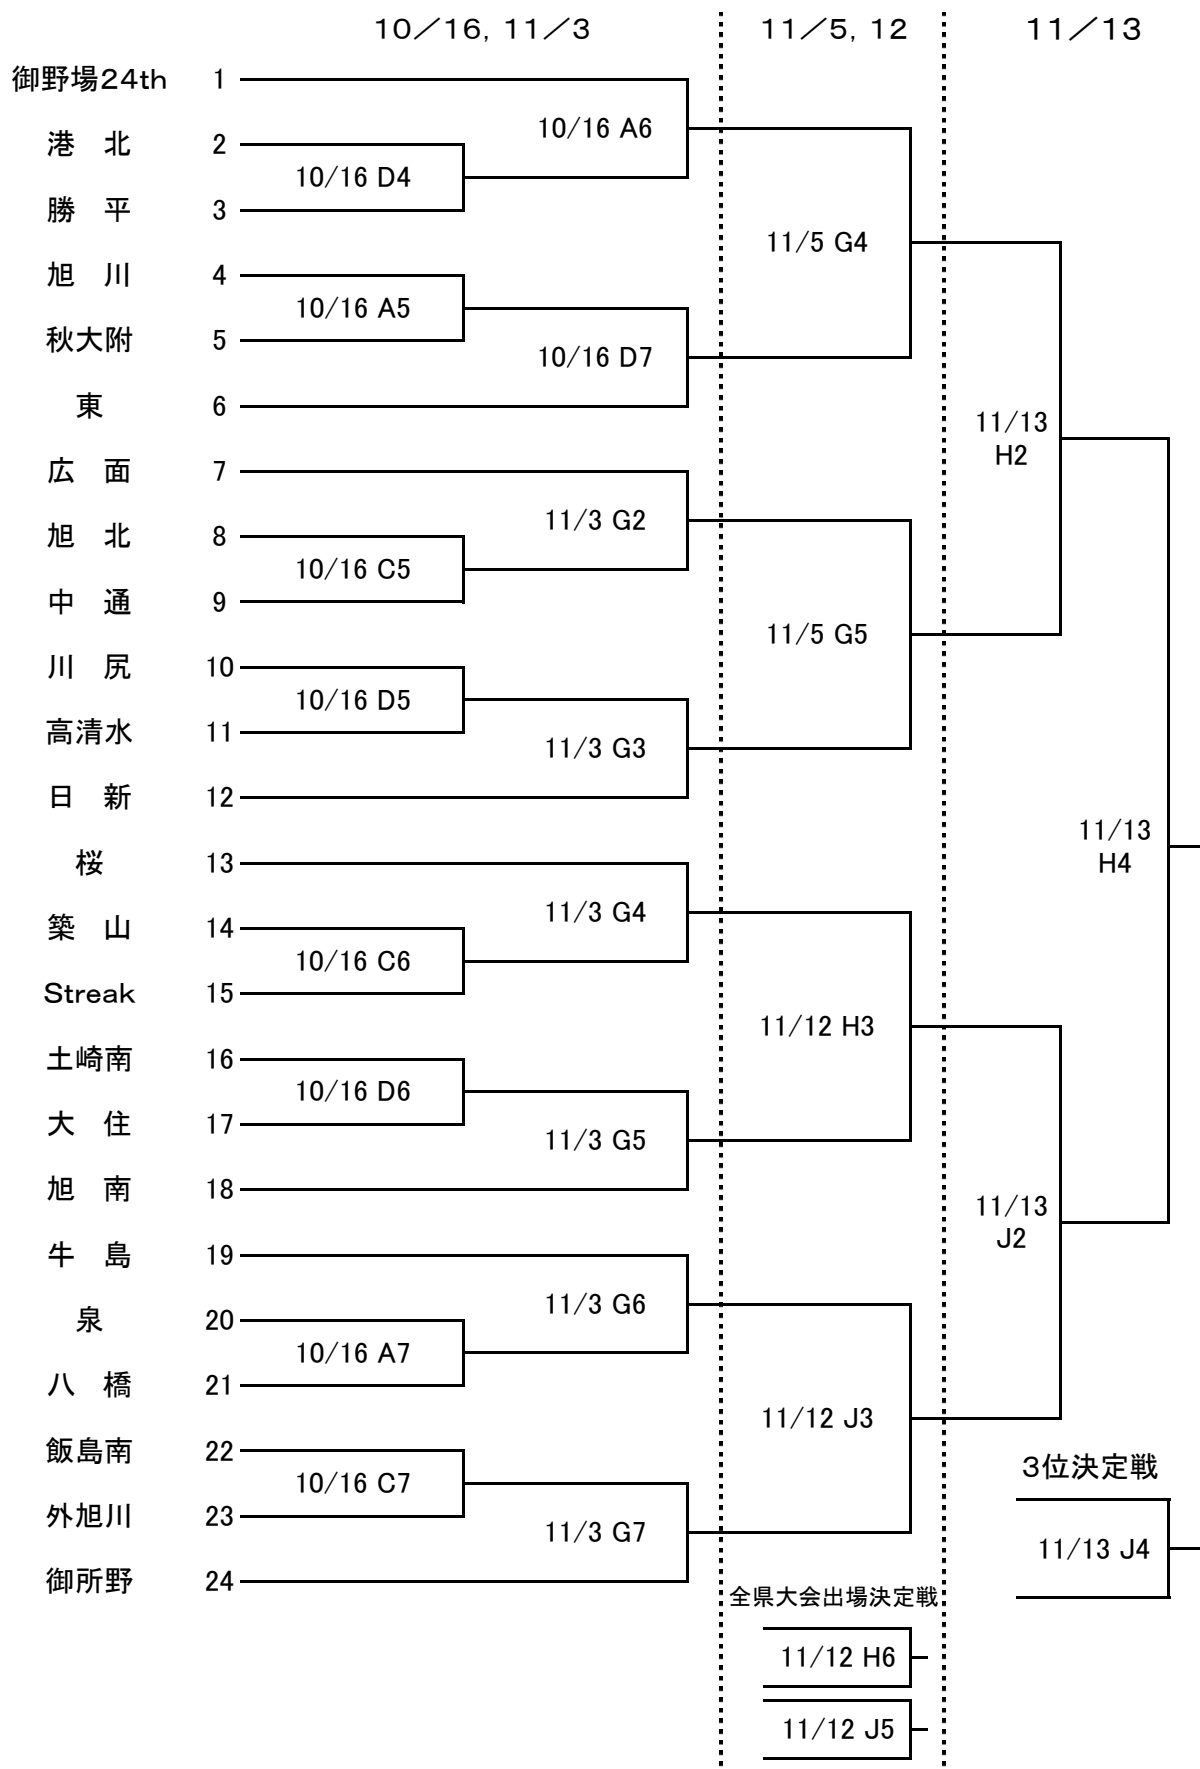 10／16, 11／3　11／5, 12　11／13
御野場24th　1
10/16 A6
港　北　2
10/16 D4
勝　平　3
11/5 G4
旭　川　4
10/16 A5
秋大附　5
10/16 D7
東　6
11/13
H2
広　面　7
11/3 G2
旭　北　8
10/16 C5
中　通　9
11/5 G5
川　尻　10
10/16 D5
高清水　11
11/3 G3
日　新　12
11/13
H4
桜　13
11/3 G4
築　山　14
10/16 C6
Streak　15
11/12 H3
土崎南　16
10/16 D6
大　住　17
11/3 G5
旭　南　18
11/13
J2
牛　島　19
11/3 G6
泉　20
10/16 A7
八　橋　21
11/12 J3
飯島南　22
3位決定戦
10/16 C7
外旭川　23
11/3 G7
11/13 J4
御所野　24
全県大会出場決定戦
11/12 H6
11/12 J5